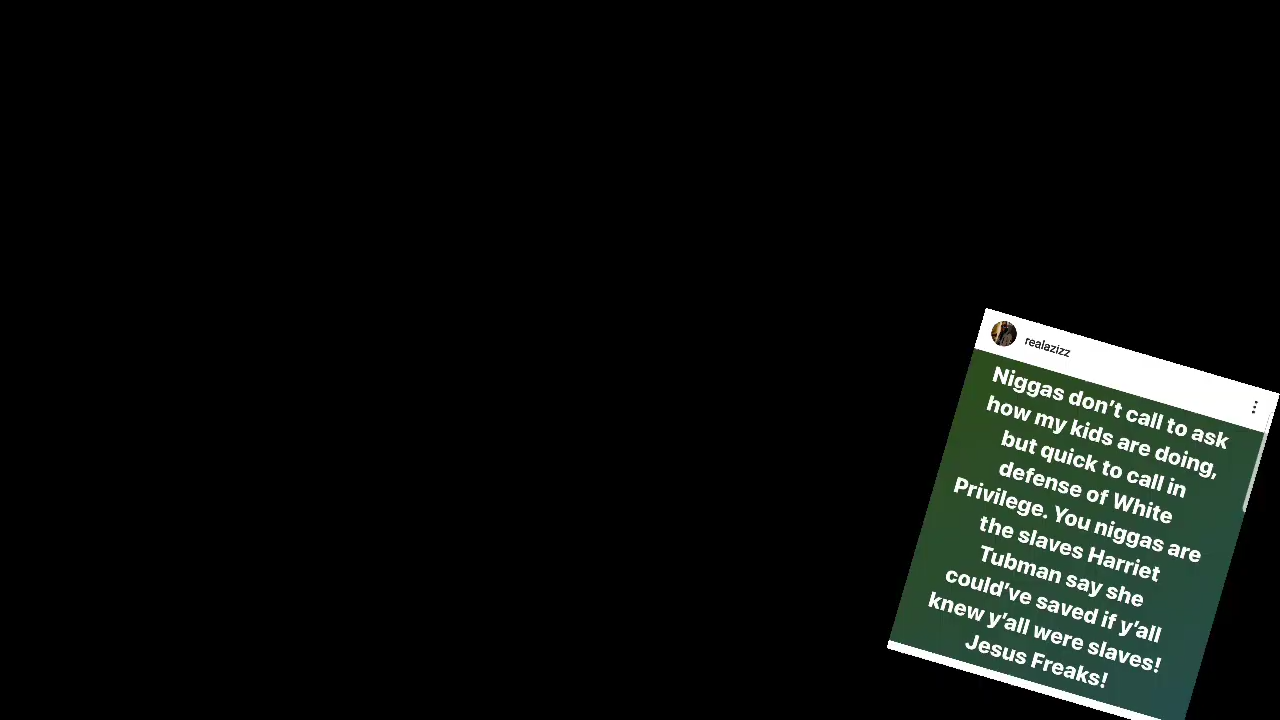 realazizz
Niggas don't call to ask
how my kids are doing,
but quick to call in
defense of White
Privilege. You niggas are
the slaves Harriet
Tubman say she
could've saved if y'all
knew y'all were slaves!
Jesus Freaks!